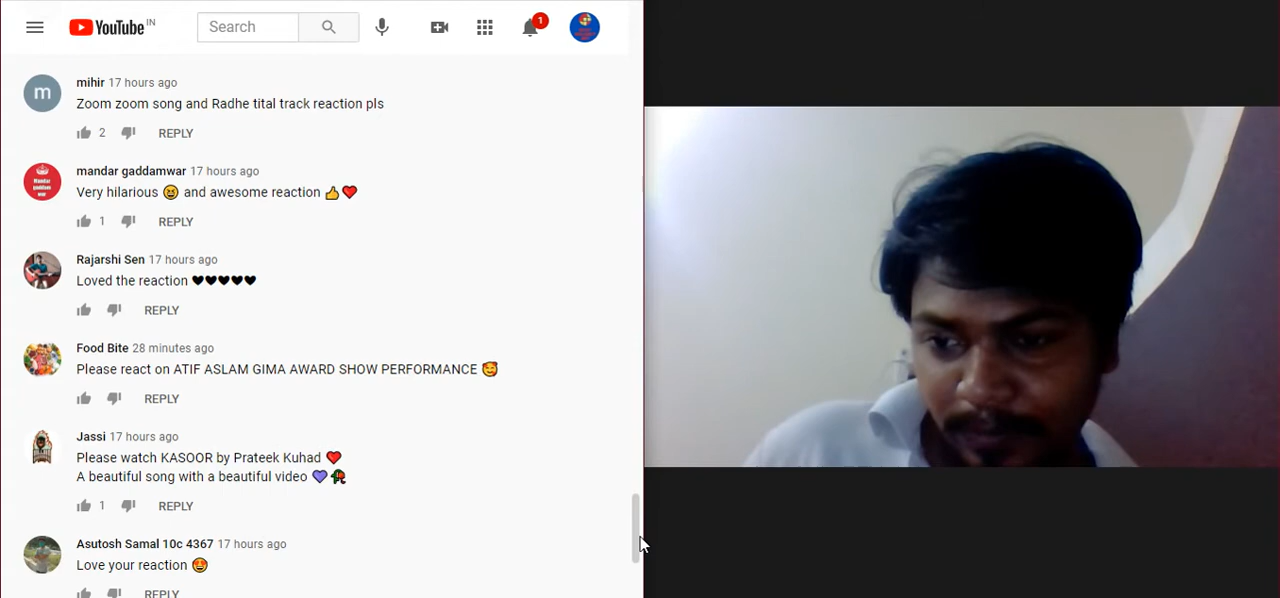 YouTube IN
Search
1
m
mihir 17 hours ago
Zoom zoom song and Radhe tital track reaction pls
2 REPLY
Mandar
gaddam
war
mandar gaddamwar 17 hours ago
Very hilarious 😆 and awesome reaction 👍❤️
1 REPLY
Rajarshi Sen 17 hours ago
Loved the reaction 🖤🖤🖤🖤🖤
REPLY
Food Bite 28 minutes ago
Please react on ATIF ASLAM GIMA AWARD SHOW PERFORMANCE 🥰
REPLY
Jassi 17 hours ago
Please watch KASOOR by Prateek Kuhad ❤️
A beautiful song with a beautiful video 💜🥀
1 REPLY
Asutosh Samal 10c 4367 17 hours ago
Love your reaction 🤩
REPLY